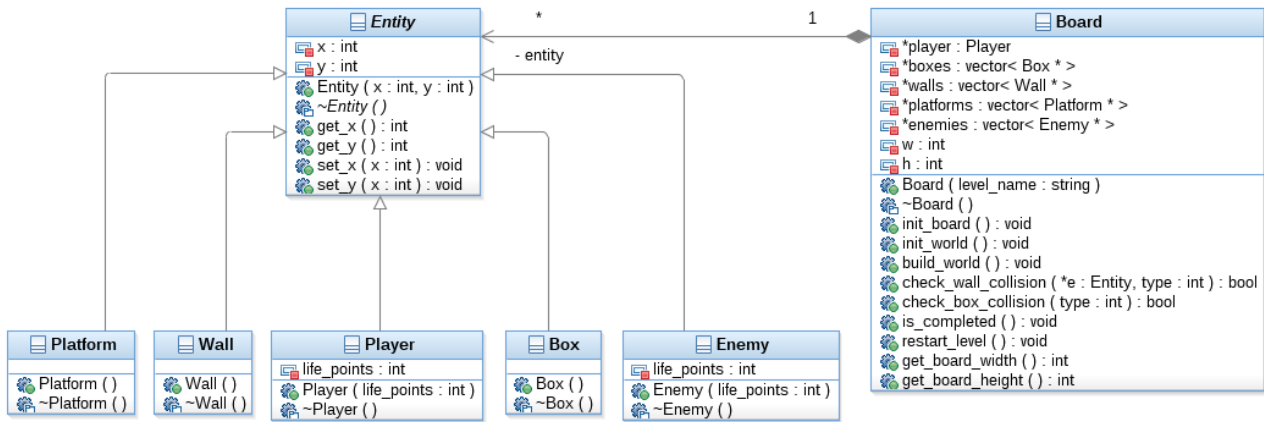 Entity
x : int
y : int
Entity ( x : int, y : int )
~Entity ( )
get_x ( ) : int
get_y ( ) : int
set_x ( x : int ) : void
set_y ( x : int ) : void
*
1
- entity
Board
*player : Player
*boxes : vector< Box * >
*walls : vector< Wall * >
*platforms : vector< Platform * >
*enemies : vector< Enemy * >
w : int
h : int
Board ( level_name : string )
~Board ( )
init_board ( ) : void
init_world ( ) : void
build_world ( ) : void
check_wall_collision ( *e : Entity, type : int ) : bool
check_box_collision ( type : int ) : bool
is_completed ( ) : void
restart_level ( ) : void
get_board_width ( ) : int
get_board_height ( ) : int
Platform
Platform ( )
~Platform ( )
Wall
Wall ( )
~Wall ( )
Player
life_points : int
Player ( life_points : int )
~Player ( )
Box
Box ( )
~Box ( )
Enemy
life_points : int
Enemy ( life_points : int )
~Enemy ( )